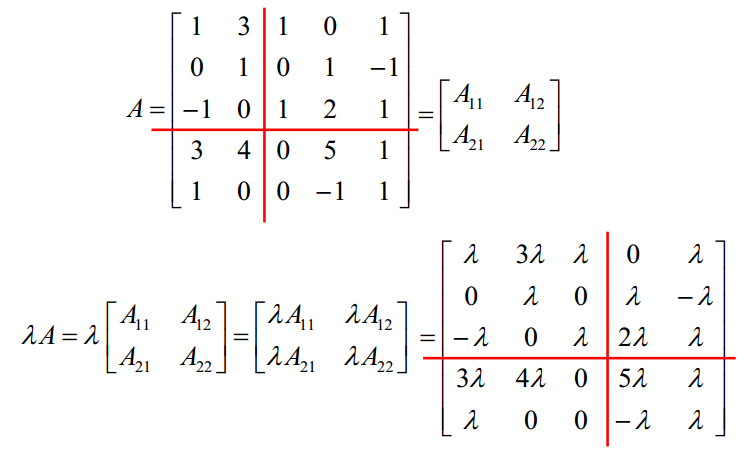 1 3 1 0 1
0 1 0 1 −1
A = −1 0 1 2 1 = A₁₁ A₁₂
3 4 0 5 1 A₂₁ A₂₂
1 0 0 −1 1
λ 3λ λ 0 λ
0 λ 0 λ −λ
λA = λ [A₁₁ A₁₂] = [λA₁₁ λA₁₂] = −λ 0 λ 2λ λ
[A₂₁ A₂₂] [λA₂₁ λA₂₂] 3λ 4λ 0 5λ λ
λ 0 0 −λ λ